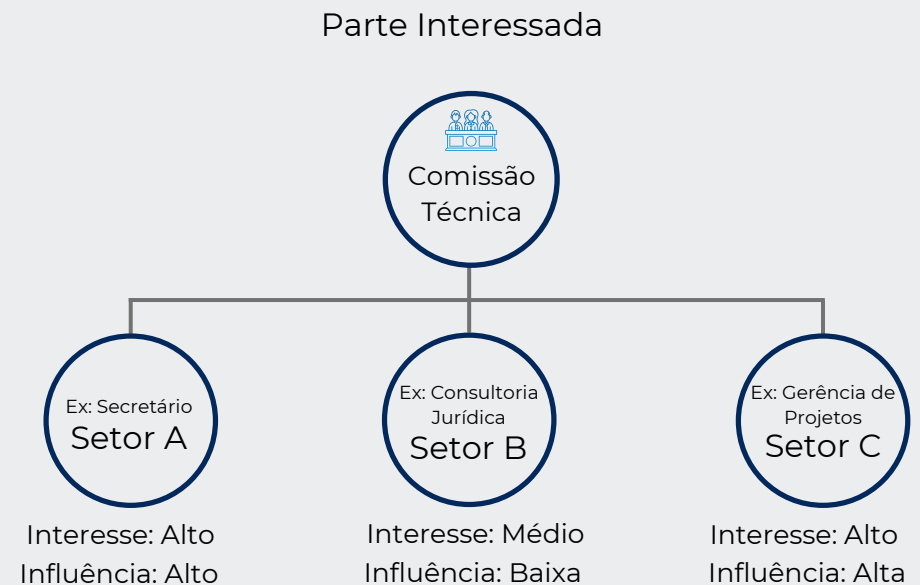 Parte Interessada
Comissão
Técnica
Ex: Secretário
Setor A
Ex: Consultoria
Jurídica
Setor B
Ex: Gerência de
Projetos
Setor C
Interesse: Alto
Influência: Alto
Interesse: Médio
Influência: Baixa
Interesse: Alto
Influência: Alta